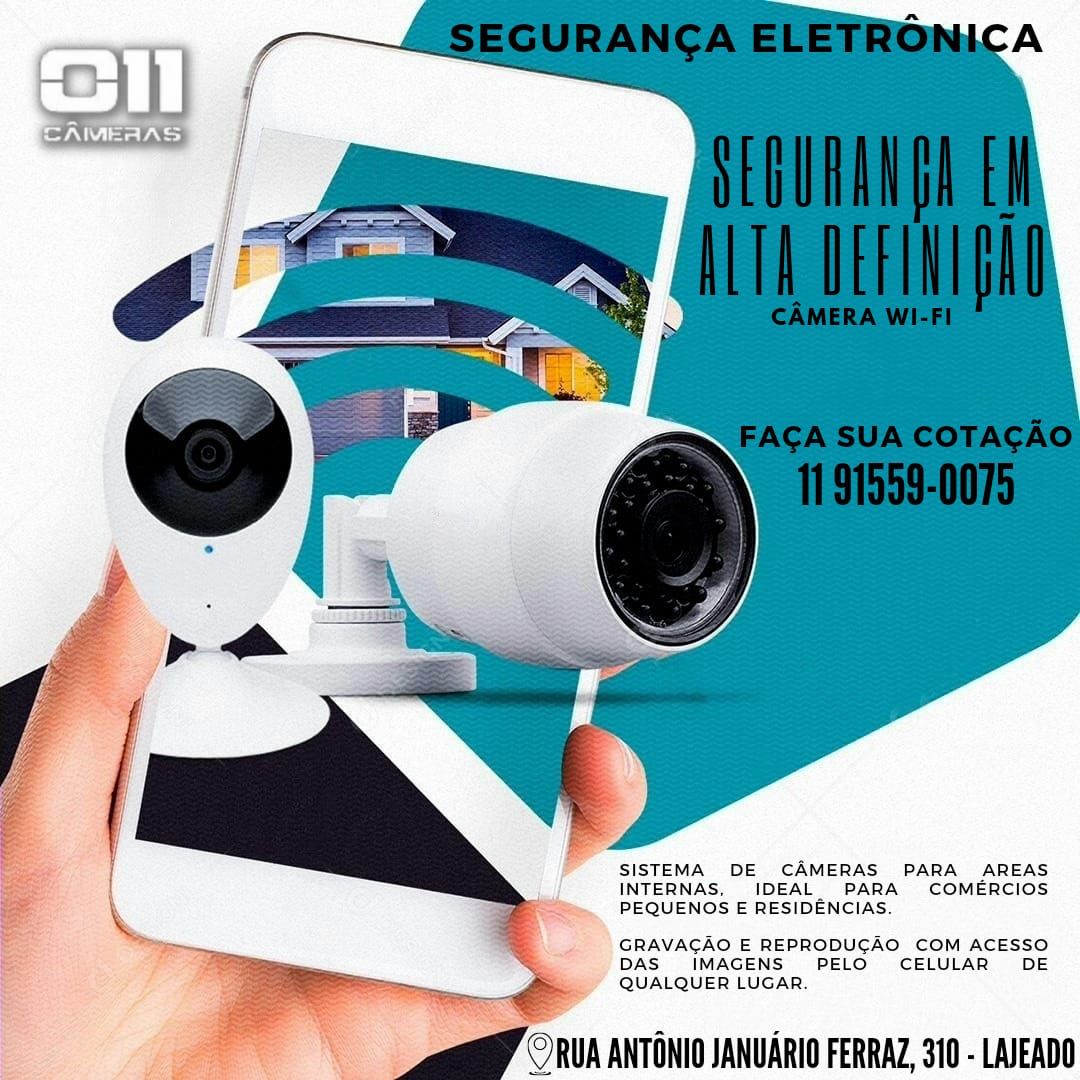 SEGURANÇA ELETRÔNICA
011
CÂMERAS
SEGURANÇA EM
ALTA DEFINIÇÃO
CÂMERA WI-FI
FAÇA SUA COTAÇÃO
11 91559-0075
SISTEMA DE CÂMERAS PARA AREAS
INTERNAS, IDEAL PARA COMÉRCIOS
PEQUENOS E RESIDÊNCIAS.
GRAVAÇÃO E REPRODUÇÃO COM ACESSO
DAS IMAGENS PELO CELULAR DE
QUALQUER LUGAR.
RUA ANTÔNIO JANUÁRIO FERRAZ, 310 - LAJEADO